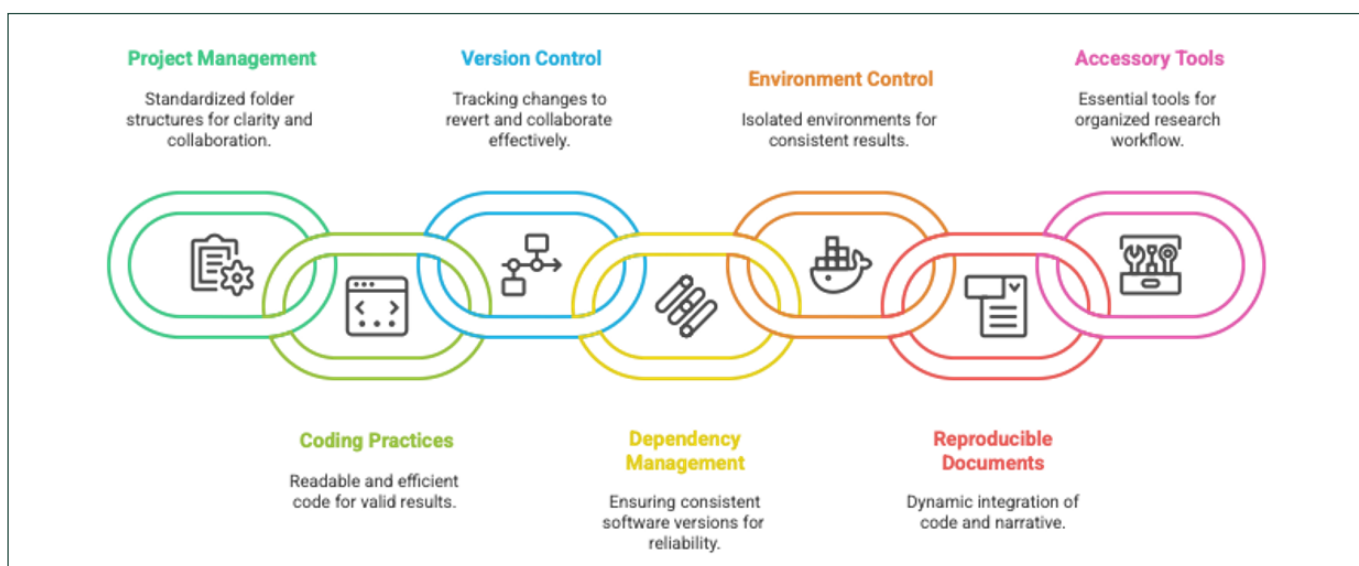 Project Management
Standardized folder
structures for clarity and
collaboration.
Version Control
Tracking changes to
revert and collaborate
effectively.
Environment Control
Isolated environments for
consistent results.
Accessory Tools
Essential tools for
organized research
workflow.
Coding Practices
Readable and efficient
code for valid results.
Dependency
Management
Ensuring consistent
software versions for
reliability.
Reproducible
Documents
Dynamic integration of
code and narrative.